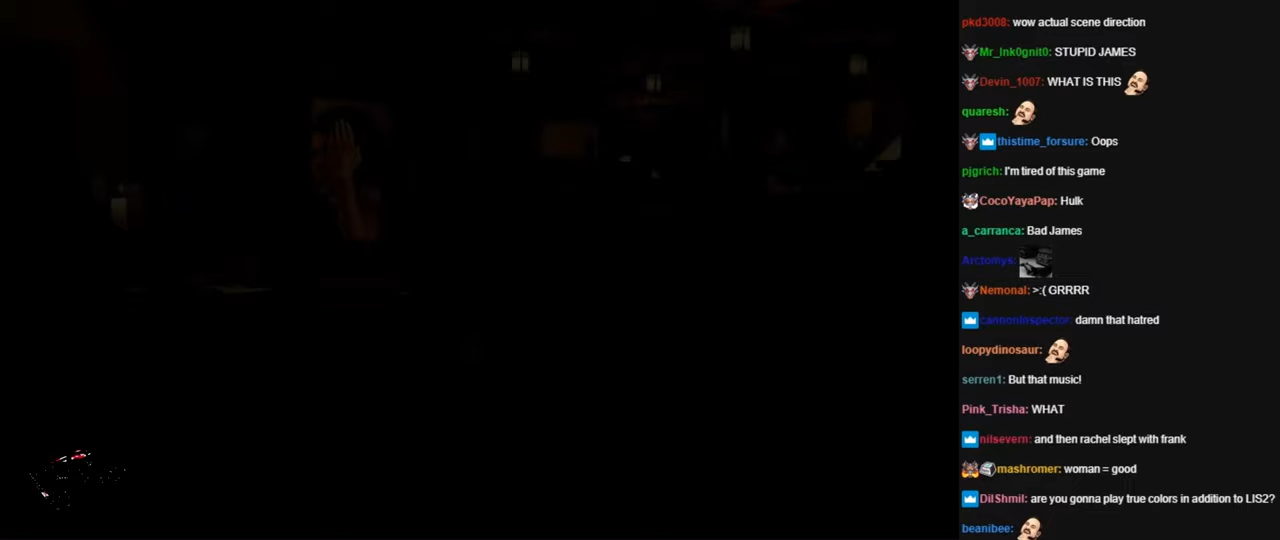 pkd3008: wow actual scene direction
Mr_Ink0gnit0: STUPID JAMES
Devin_1007: WHAT IS THIS
quaresh:
thistime_forsure: Oops
pjgrich: I'm tired of this game
CocoYayaPap: Hulk
a_carranca: Bad James
Arctomys:
Nemonal: >:( GRRRR
cannonInspector: damn that hatred
loopydinosaur:
serren1: But that music!
Pink_Trisha: WHAT
nilsevern: and then rachel slept with frank
mashromer: woman = good
DilShmil: are you gonna play true colors in addition to LIS2?
beanibee: